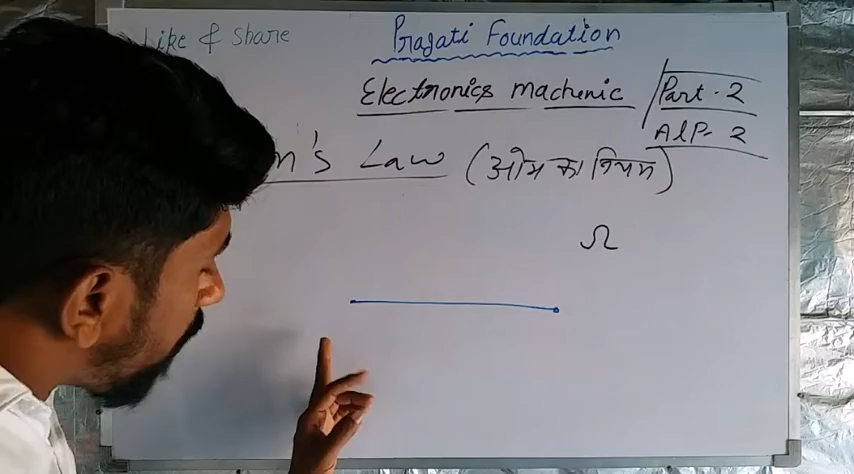 Like & Share
Pragati Foundation
Electronics machenic
Part-2
ALP-2
m's Law (ओम का नियम)
Ω